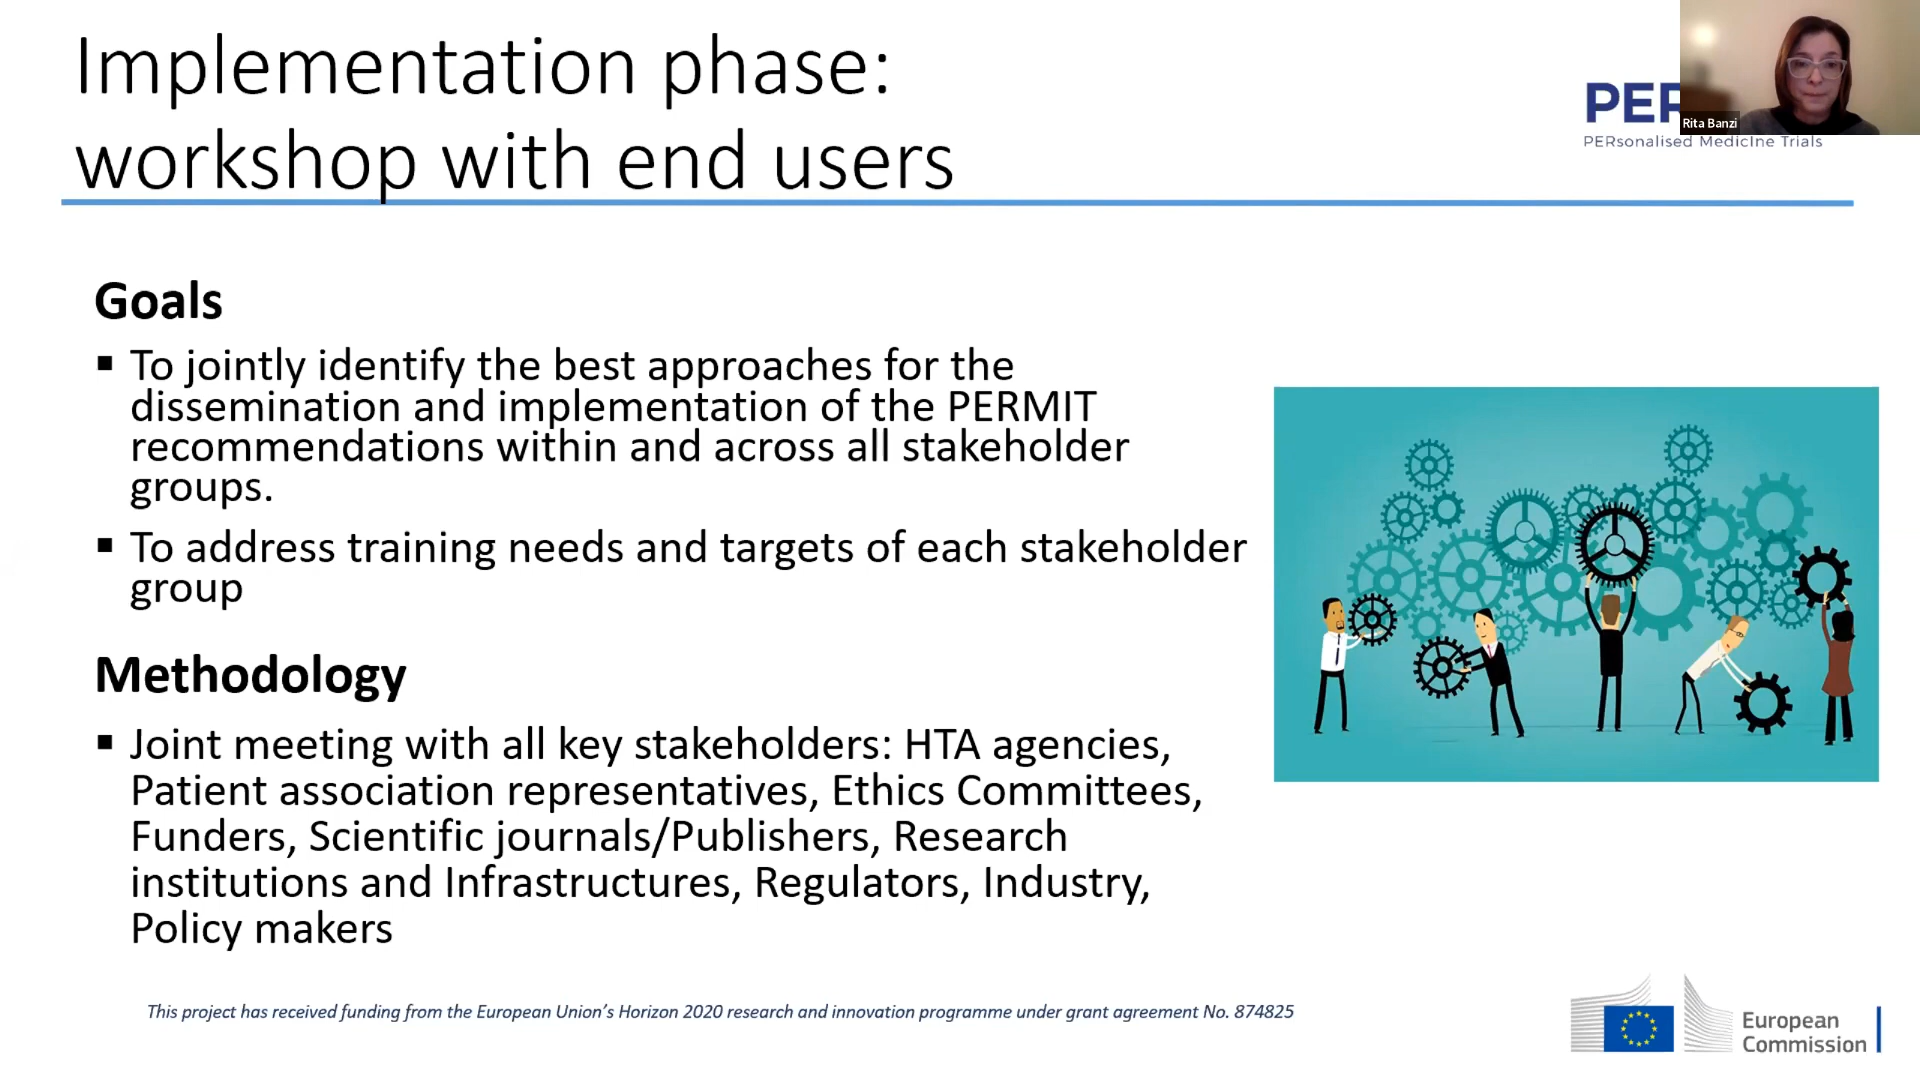 Implementation phase:
workshop with end users
PER
PERsonalised MedicIne Trials
Rita Banzi
Goals
▪ To jointly identify the best approaches for the
dissemination and implementation of the PERMIT
recommendations within and across all stakeholder
groups.
▪ To address training needs and targets of each stakeholder
group
Methodology
▪ Joint meeting with all key stakeholders: HTA agencies,
Patient association representatives, Ethics Committees,
Funders, Scientific journals/Publishers, Research
institutions and Infrastructures, Regulators, Industry,
Policy makers
This project has received funding from the European Union’s Horizon 2020 research and innovation programme under grant agreement No. 874825
European
Commission